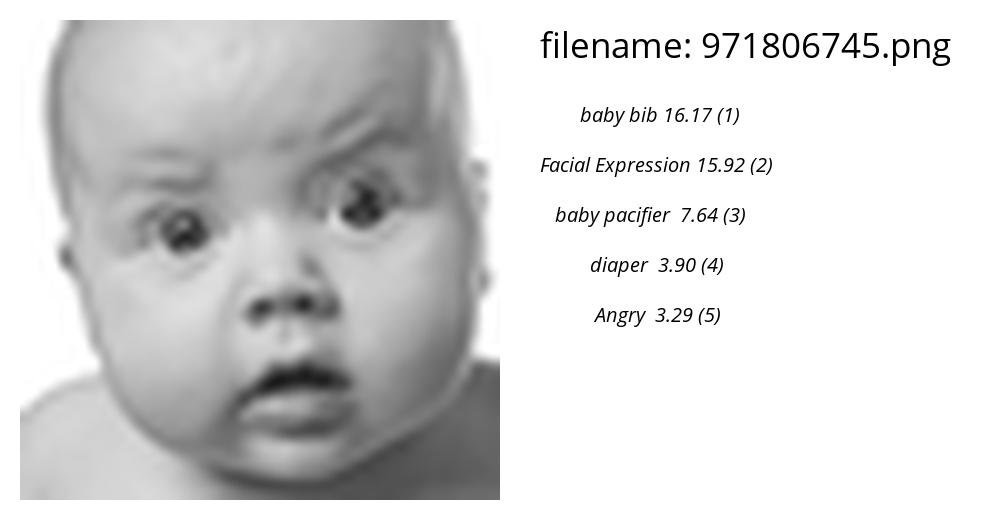 filename: 971806745.png
baby bib 16.17 (1)
Facial Expression 15.92 (2)
baby pacifier  7.64 (3)
diaper  3.90 (4)
Angry  3.29 (5)